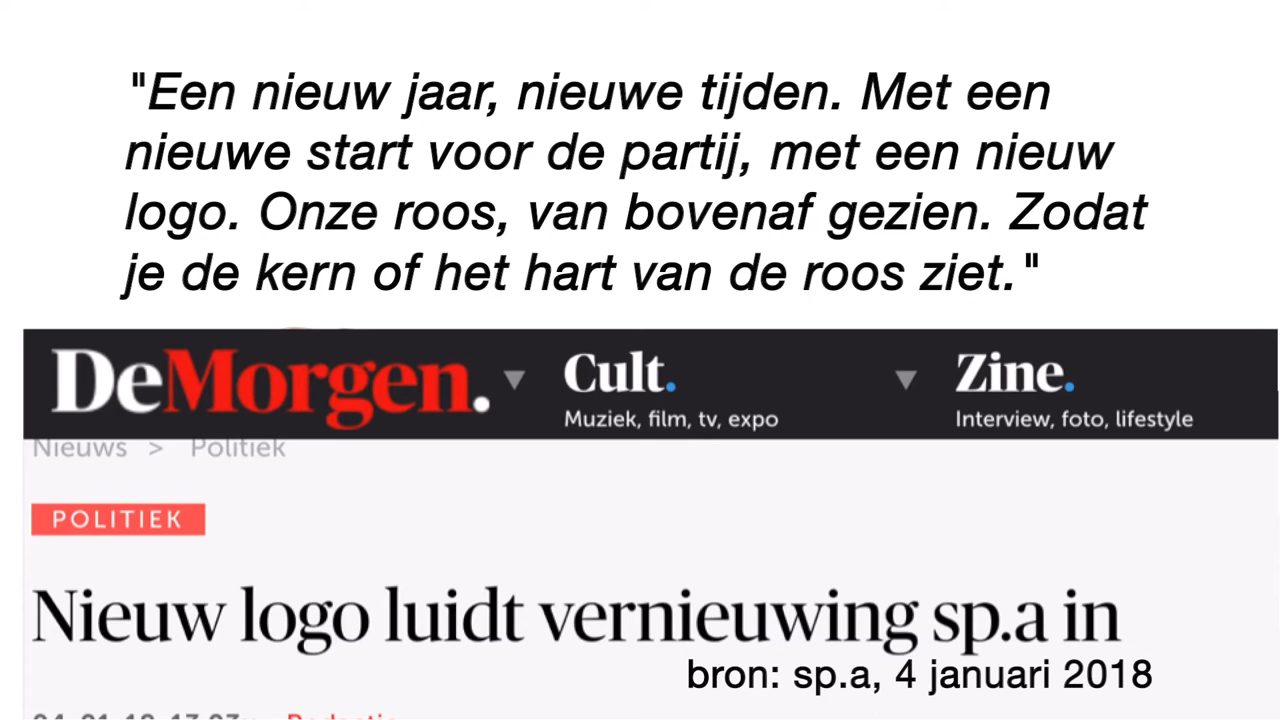 "Een nieuw jaar, nieuwe tijden. Met een
nieuwe start voor de partij, met een nieuw
logo. Onze roos, van bovenaf gezien. Zodat
je de kern of het hart van de roos ziet."
DeMorgen. Cult. Zine.
Muziek, film, tv, expo Interview, foto, lifestyle
Nieuws > Politiek
POLITIEK
Nieuw logo luidt vernieuwing sp.a in
bron: sp.a, 4 januari 2018